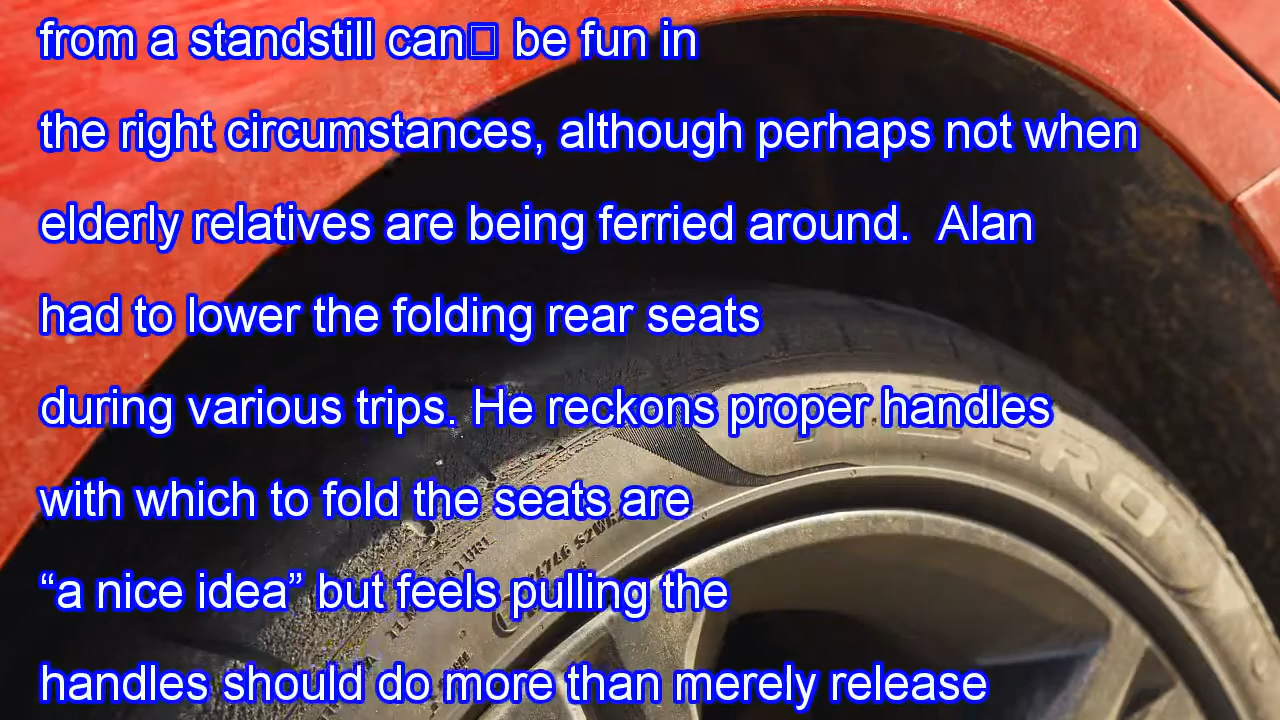 from a standstill can□ be fun in
the right circumstances, although perhaps not when
elderly relatives are being ferried around.  Alan
had to lower the folding rear seats
during various trips. He reckons proper handles
with which to fold the seats are
“a nice idea” but feels pulling the
handles should do more than merely release
ZERO